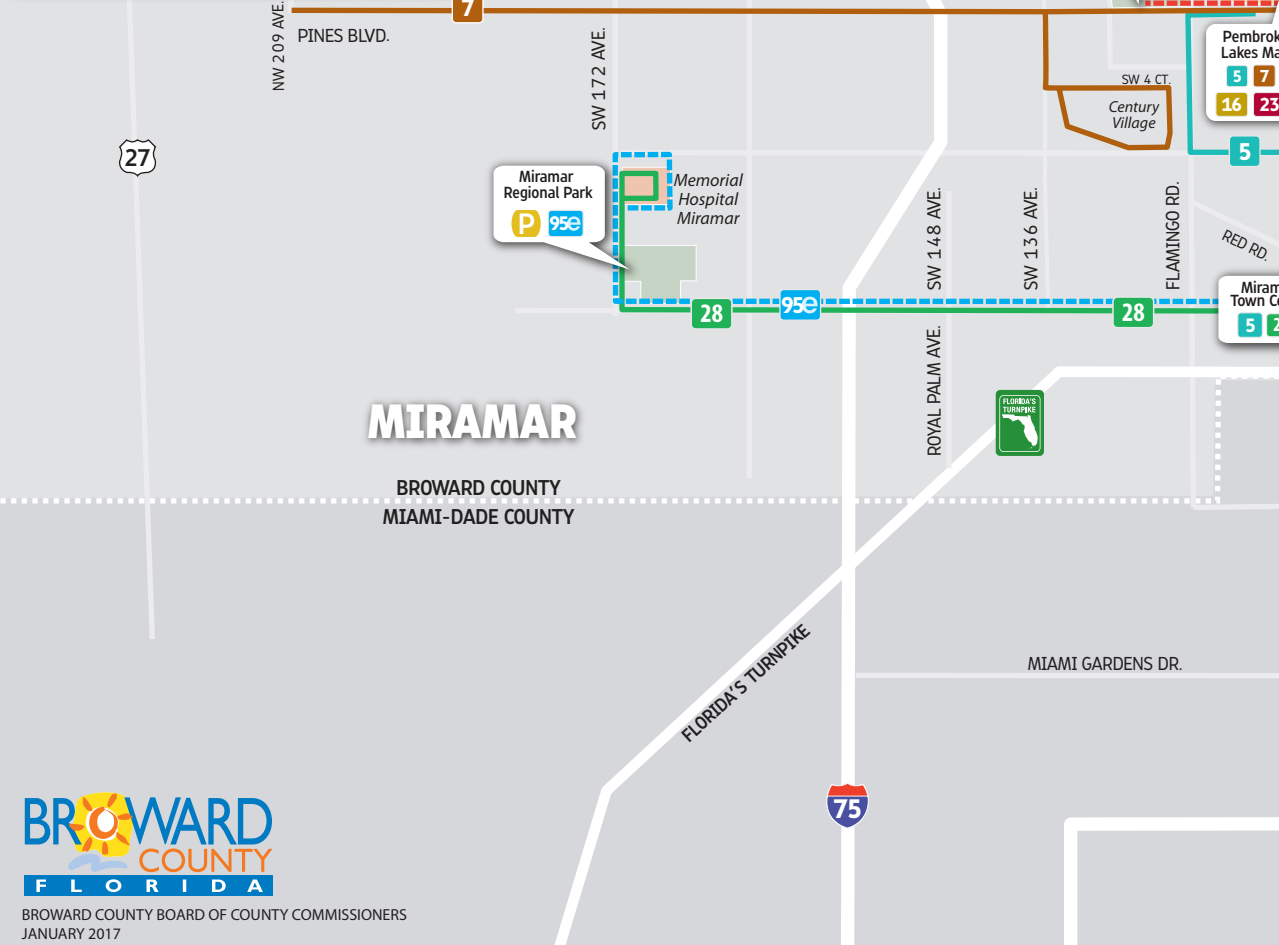 7
NW 209 AVE.
PINES BLVD.
SW 172 AVE.
SW 4 CT.
Century
Village
Pembrok
Lakes Ma
5 7
16 23
5
27
Miramar
Regional Park
P 95e
Memorial
Hospital
Miramar
SW 148 AVE.
SW 136 AVE.
FLAMINGO RD.
RED RD.
Miram
Town Ce
5 2
28
95e
28
ROYAL PALM AVE.
FLORIDA'S
TURNPIKE
MIRAMAR
BROWARD COUNTY
MIAMI-DADE COUNTY
FLORIDA'S TURNPIKE
MIAMI GARDENS DR.
75
BROWARD
COUNTY
FLORIDA
BROWARD COUNTY BOARD OF COUNTY COMMISSIONERS
JANUARY 2017